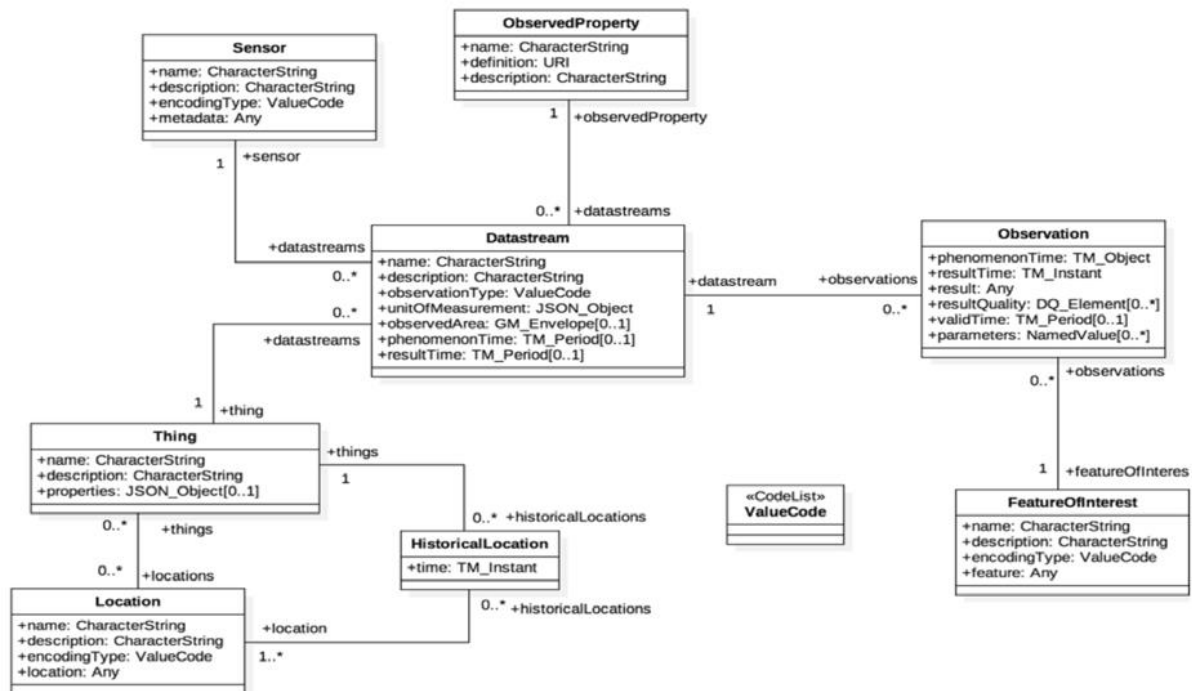 ObservedProperty
+name: CharacterString
+definition: URI
+description: CharacterString
Sensor
+name: CharacterString
+description: CharacterString
+encodingType: ValueCode
+metadata: Any
1
+observedProperty
1
+sensor
0..*
+datastreams
Datastream
+name: CharacterString
+description: CharacterString
+observationType: ValueCode
+unitOfMeasurement: JSON_Object
+observedArea: GM_Envelope[0..1]
+phenomenonTime: TM_Period[0..1]
+resultTime: TM_Period[0..1]
+datastreams
0..*
0..*
+datastreams
+datastream
1
+observations
0..*
Observation
+phenomenonTime: TM_Object
+resultTime: TM_Instant
+result: Any
+resultQuality: DQ_Element[0..*]
+validTime: TM_Period[0..1]
+parameters: NamedValue[0..*]
+observations
0..*
1
+thing
Thing
+name: CharacterString
+description: CharacterString
+properties: JSON_Object[0..1]
+things
1
0..*
+things
0..*
+historicalLocations
HistoricalLocation
+time: TM_Instant
0..*
+historicalLocations
«CodeList»
ValueCode
1
+featureOfInteres
FeatureOfInterest
+name: CharacterString
+description: CharacterString
+encodingType: ValueCode
+feature: Any
0..*
+locations
Location
+name: CharacterString
+description: CharacterString
+encodingType: ValueCode
+location: Any
+location
1..*